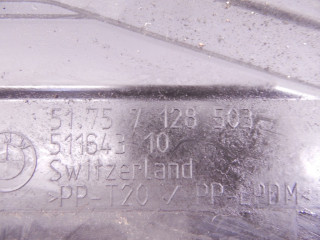 51.75 7 128 503
511643 10
Switzerland
>PP-T20 / PP-EPDM<